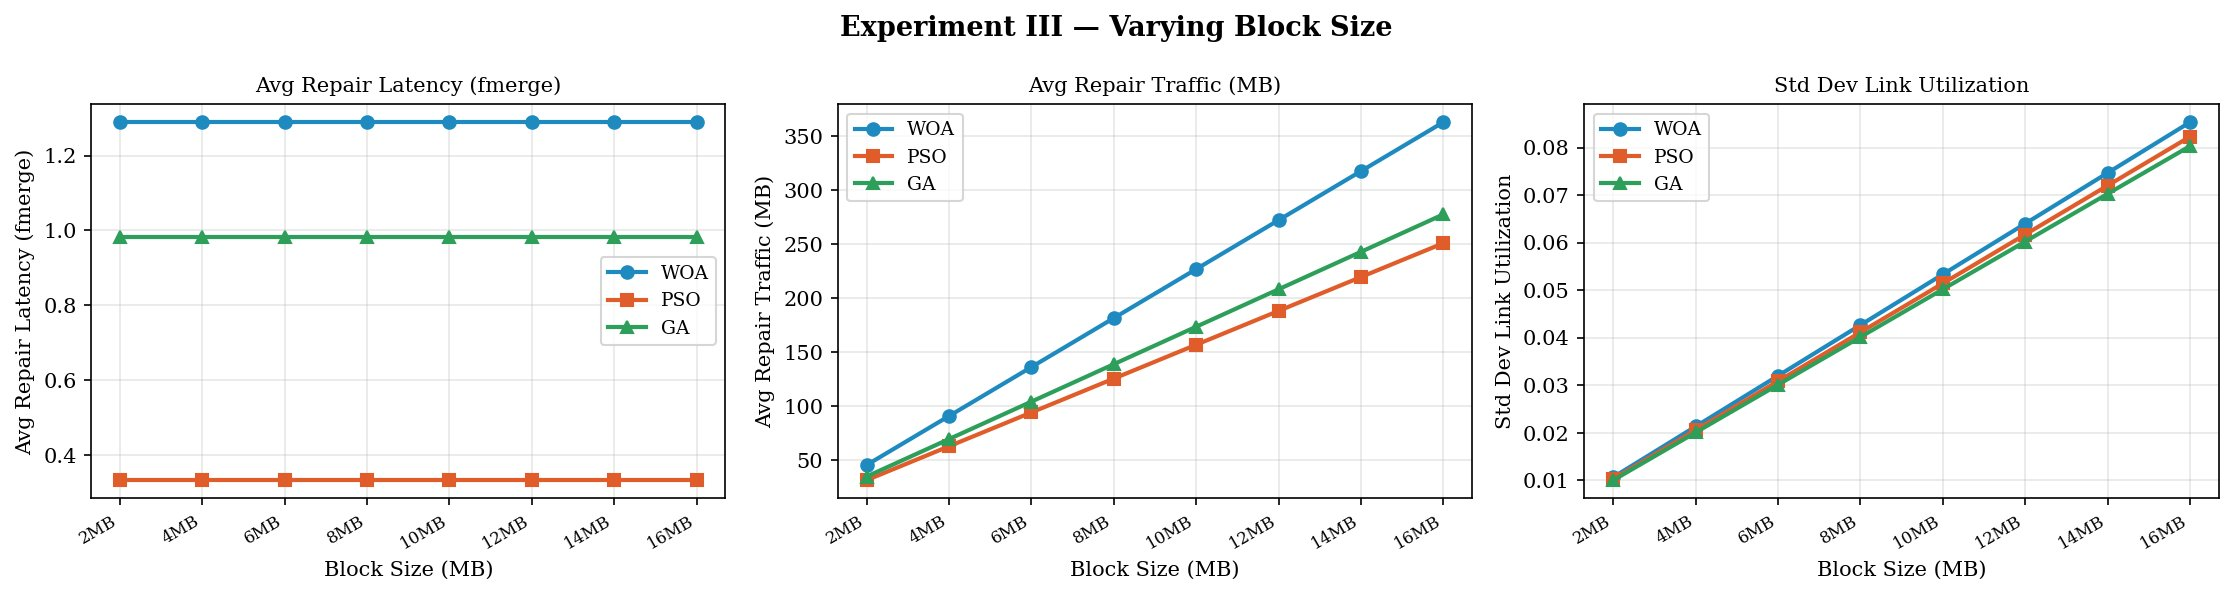 Experiment III — Varying Block Size
Avg Repair Latency (fmerge)
Avg Repair Latency (fmerge)
1.2
1.0
0.8
0.6
0.4
WOA
PSO
GA
2MB
4MB
6MB
8MB
10MB
12MB
14MB
16MB
Block Size (MB)
Avg Repair Traffic (MB)
Avg Repair Traffic (MB)
350
300
250
200
150
100
50
WOA
PSO
GA
2MB
4MB
6MB
8MB
10MB
12MB
14MB
16MB
Block Size (MB)
Std Dev Link Utilization
Std Dev Link Utilization
0.08
0.07
0.06
0.05
0.04
0.03
0.02
0.01
WOA
PSO
GA
2MB
4MB
6MB
8MB
10MB
12MB
14MB
16MB
Block Size (MB)